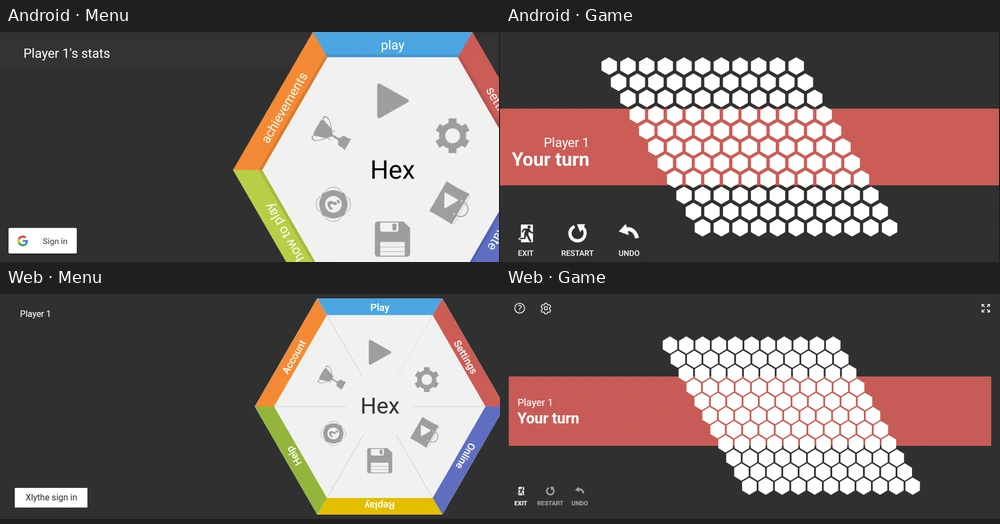 Android · Menu
Player 1's stats
play
achievements
how to play
Hex
Sign in
Android · Game
Player 1
Your turn
EXIT
RESTART
UNDO
Web · Menu
Player 1
Play
Account
Settings
Hex
Help
Online
Replay
Xlythe sign in
Web · Game
Player 1
Your turn
EXIT
RESTART
UNDO